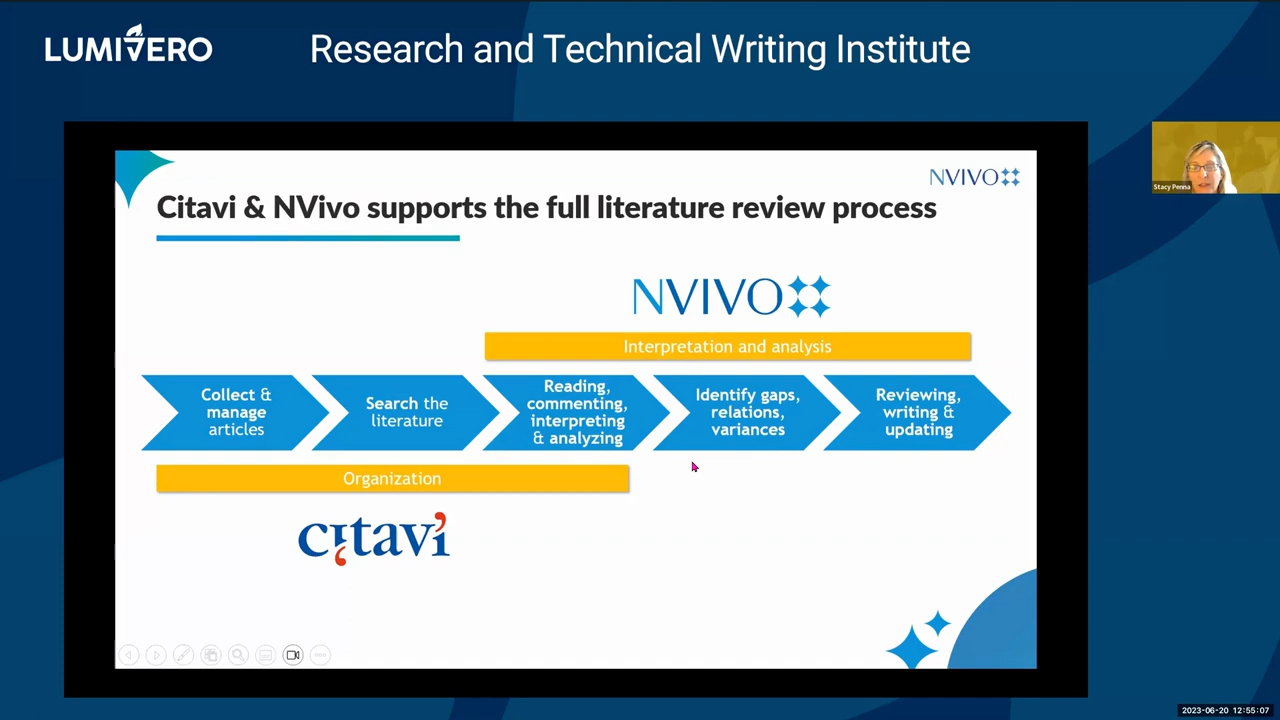 LUMIVERO
Research and Technical Writing Institute
Stacy Penna
NVIVO
Citavi & NVivo supports the full literature review process
NVIVO
Interpretation and analysis
Collect &
manage
articles
Search the
literature
Reading,
commenting,
interpreting
& analyzing
Identify gaps,
relations,
variances
Reviewing,
writing &
updating
Organization
citavi
2023-06-20 12:55:07